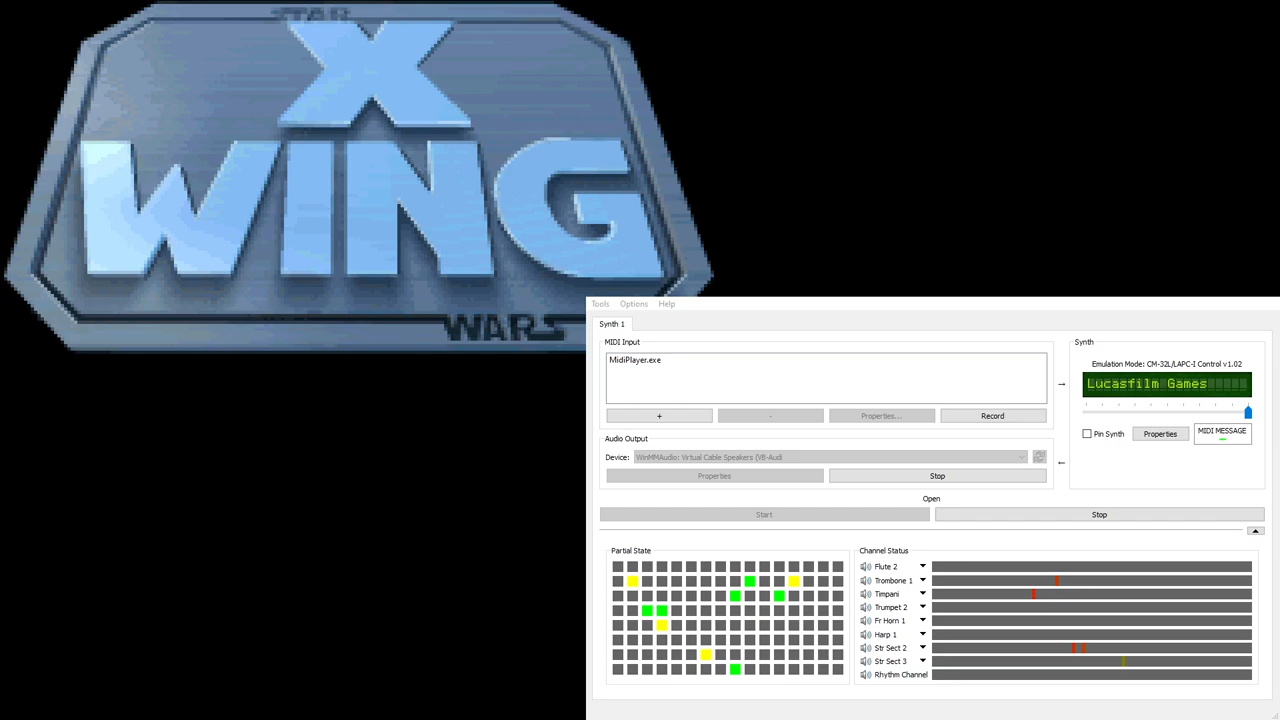 STAR
X
WING
WARS
Tools Options Help
Synth 1
MIDI Input
MidiPlayer.exe
+ - Properties... Record
Audio Output
Device: WinMMAudio: Virtual Cable Speakers (VB-Audi
Properties Stop
Synth
Emulation Mode: CM-32L/LAPC-I Control v1.02
Lucasfilm Games
Pin Synth Properties MIDI MESSAGE
Open
Start Stop
Partial State
Channel Status
Flute 2
Trombone 1
Timpani
Trumpet 2
Fr Horn 1
Harp 1
Str Sect 2
Str Sect 3
Rhythm Channel